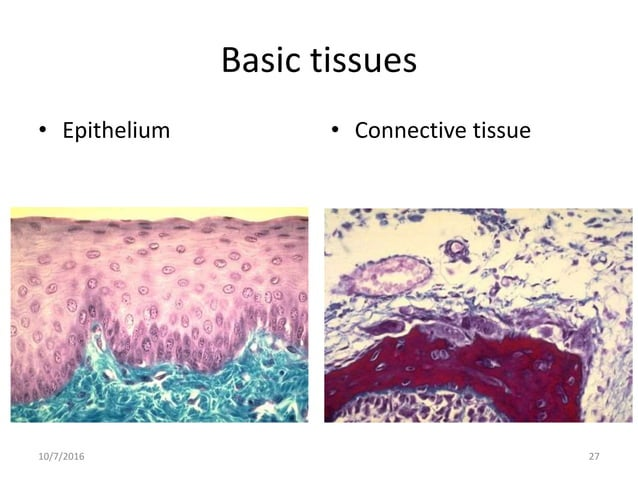 Basic tissues
• Epithelium
• Connective tissue
10/7/2016
27